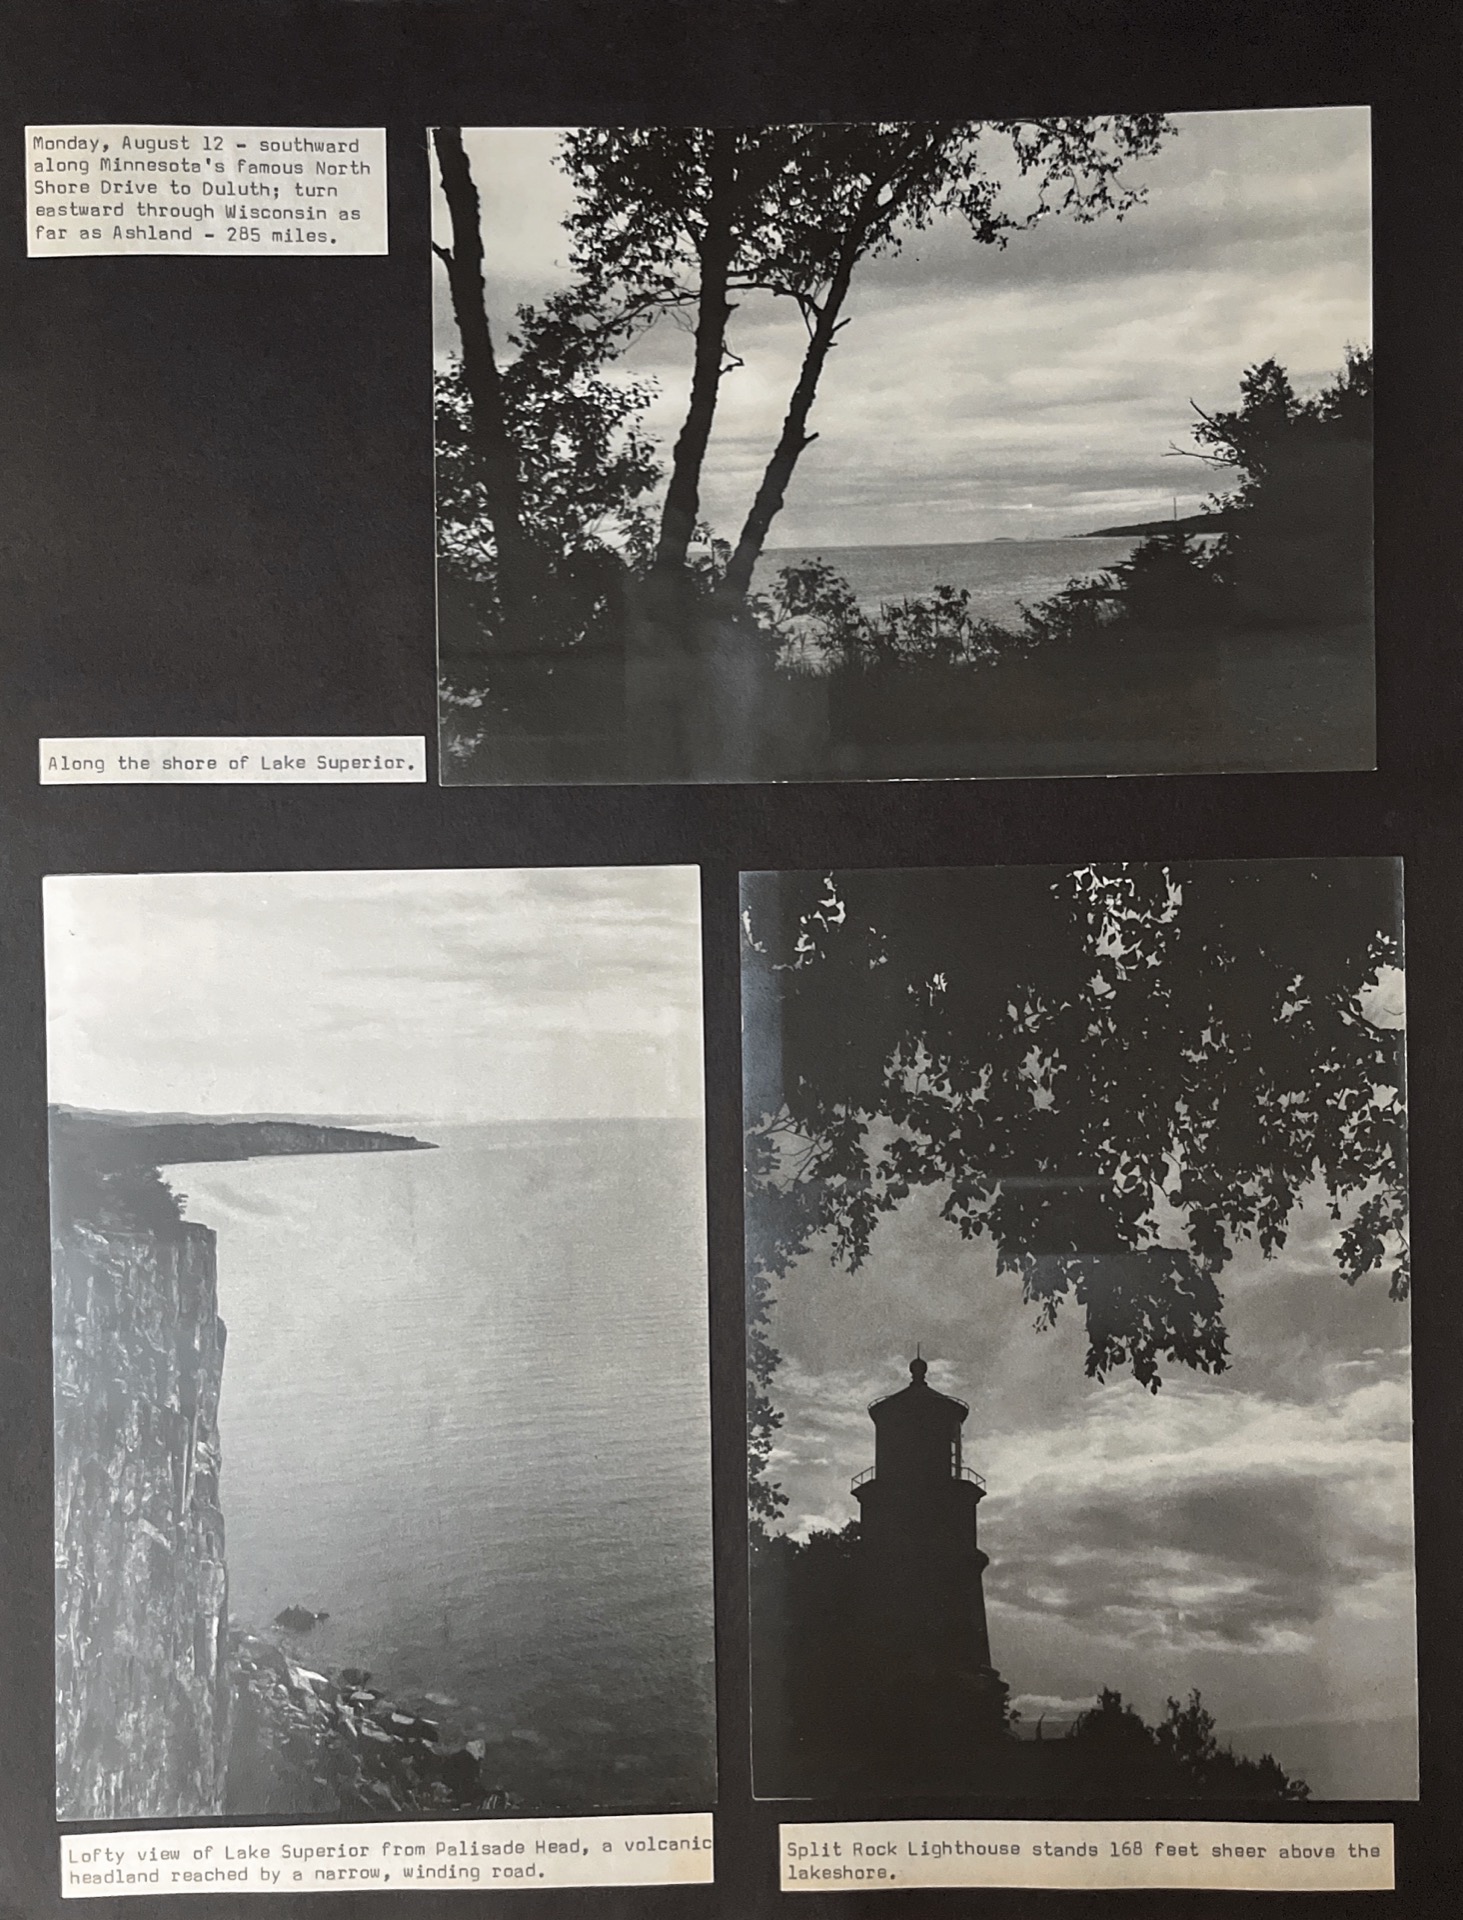 Monday, August 12 - southward
along Minnesota's famous North
Shore Drive to Duluth; turn
eastward through Wisconsin as
far as Ashland - 285 miles.
Along the shore of Lake Superior.
Lofty view of Lake Superior from Palisade Head, a volcanic
headland reached by a narrow, winding road.
Split Rock Lighthouse stands 168 feet sheer above the
lakeshore.